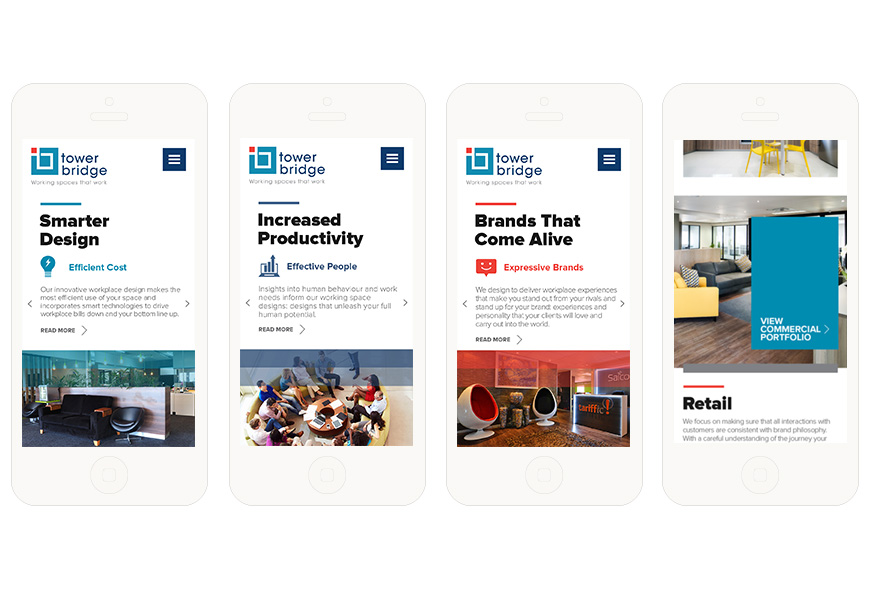 tower
bridge
Working spaces that work
Smarter
Design
Efficient Cost
Our innovative workplace design makes the
most efficient use of your space and
incorporates smart technologies to drive
workplace bills down and your bottom line up.
READ MORE
tower
bridge
Working spaces that work
Increased
Productivity
Effective People
Insights into human behaviour and work
needs inform our working space
designs: designs that unleash your full
human potential.
READ MORE
tower
bridge
Working spaces that work
Brands That
Come Alive
Expressive Brands
We design to deliver workplace experiences
that make you stand out from your rivals and
stand up for your brand: experiences and
personality that your clients will love and
carry out into the world.
READ MORE
Saico
tariffic
VIEW
COMMERCIAL
PORTFOLIO
Retail
We focus on making sure that all interactions with
customers are consistent with brand philosophy.
With a careful understanding of the journey your